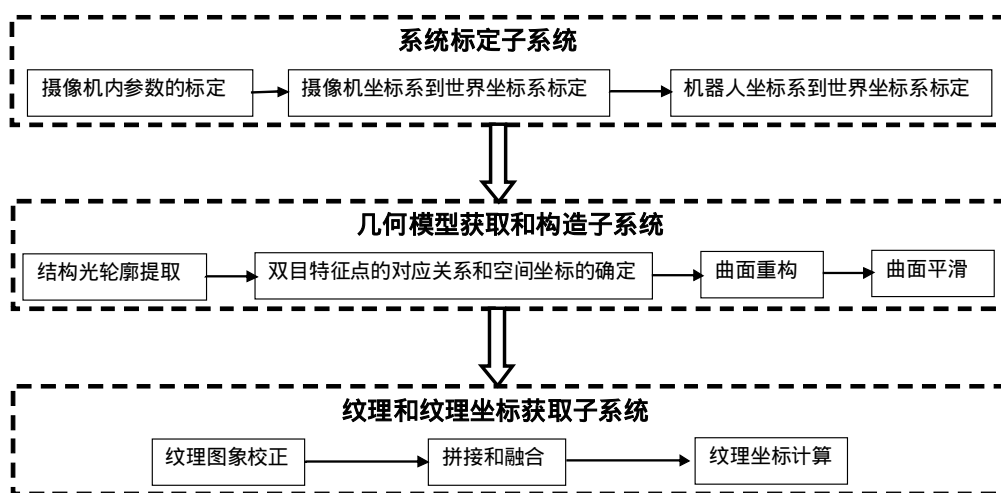 系统标定子系统
摄像机内参数的标定
摄像机坐标系到世界坐标系标定
机器人坐标系到世界坐标系标定
几何模型获取和构造子系统
结构光轮廓提取
双目特征点的对应关系和空间坐标的确定
曲面重构
曲面平滑
纹理和纹理坐标获取子系统
纹理图象校正
拼接和融合
纹理坐标计算